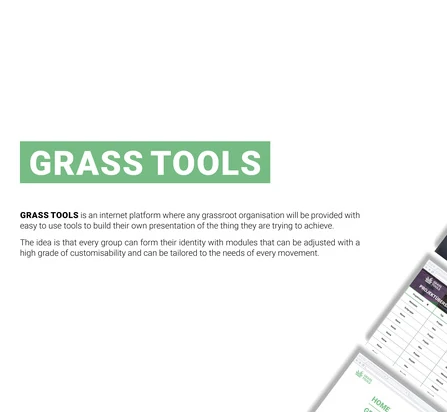 GRASS TOOLS
GRASS TOOLS is an internet platform where any grassroot organisation will be provided with
easy to use tools to build their own presentation of the thing they are trying to achieve.
The idea is that every group can form their identity with modules that can be adjusted with a
high grade of customisability and can be tailored to the needs of every movement.
HOME